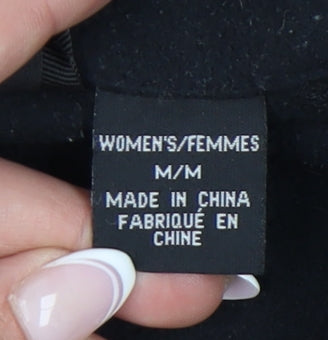 WOMEN'S/FEMMES
M/M
MADE IN CHINA
FABRIQUÉ EN
CHINE